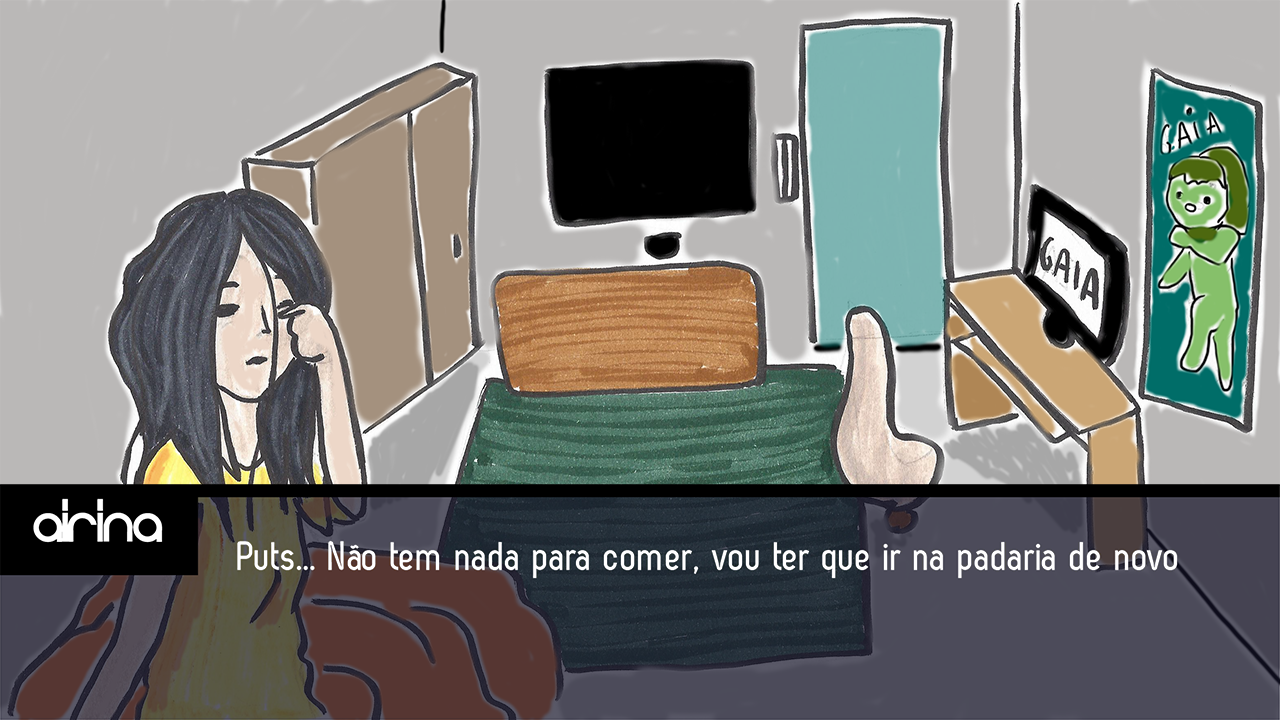 GAiA
GAIA
airina
Puts... Não tem nada para comer, vou ter que ir na padaria de novo